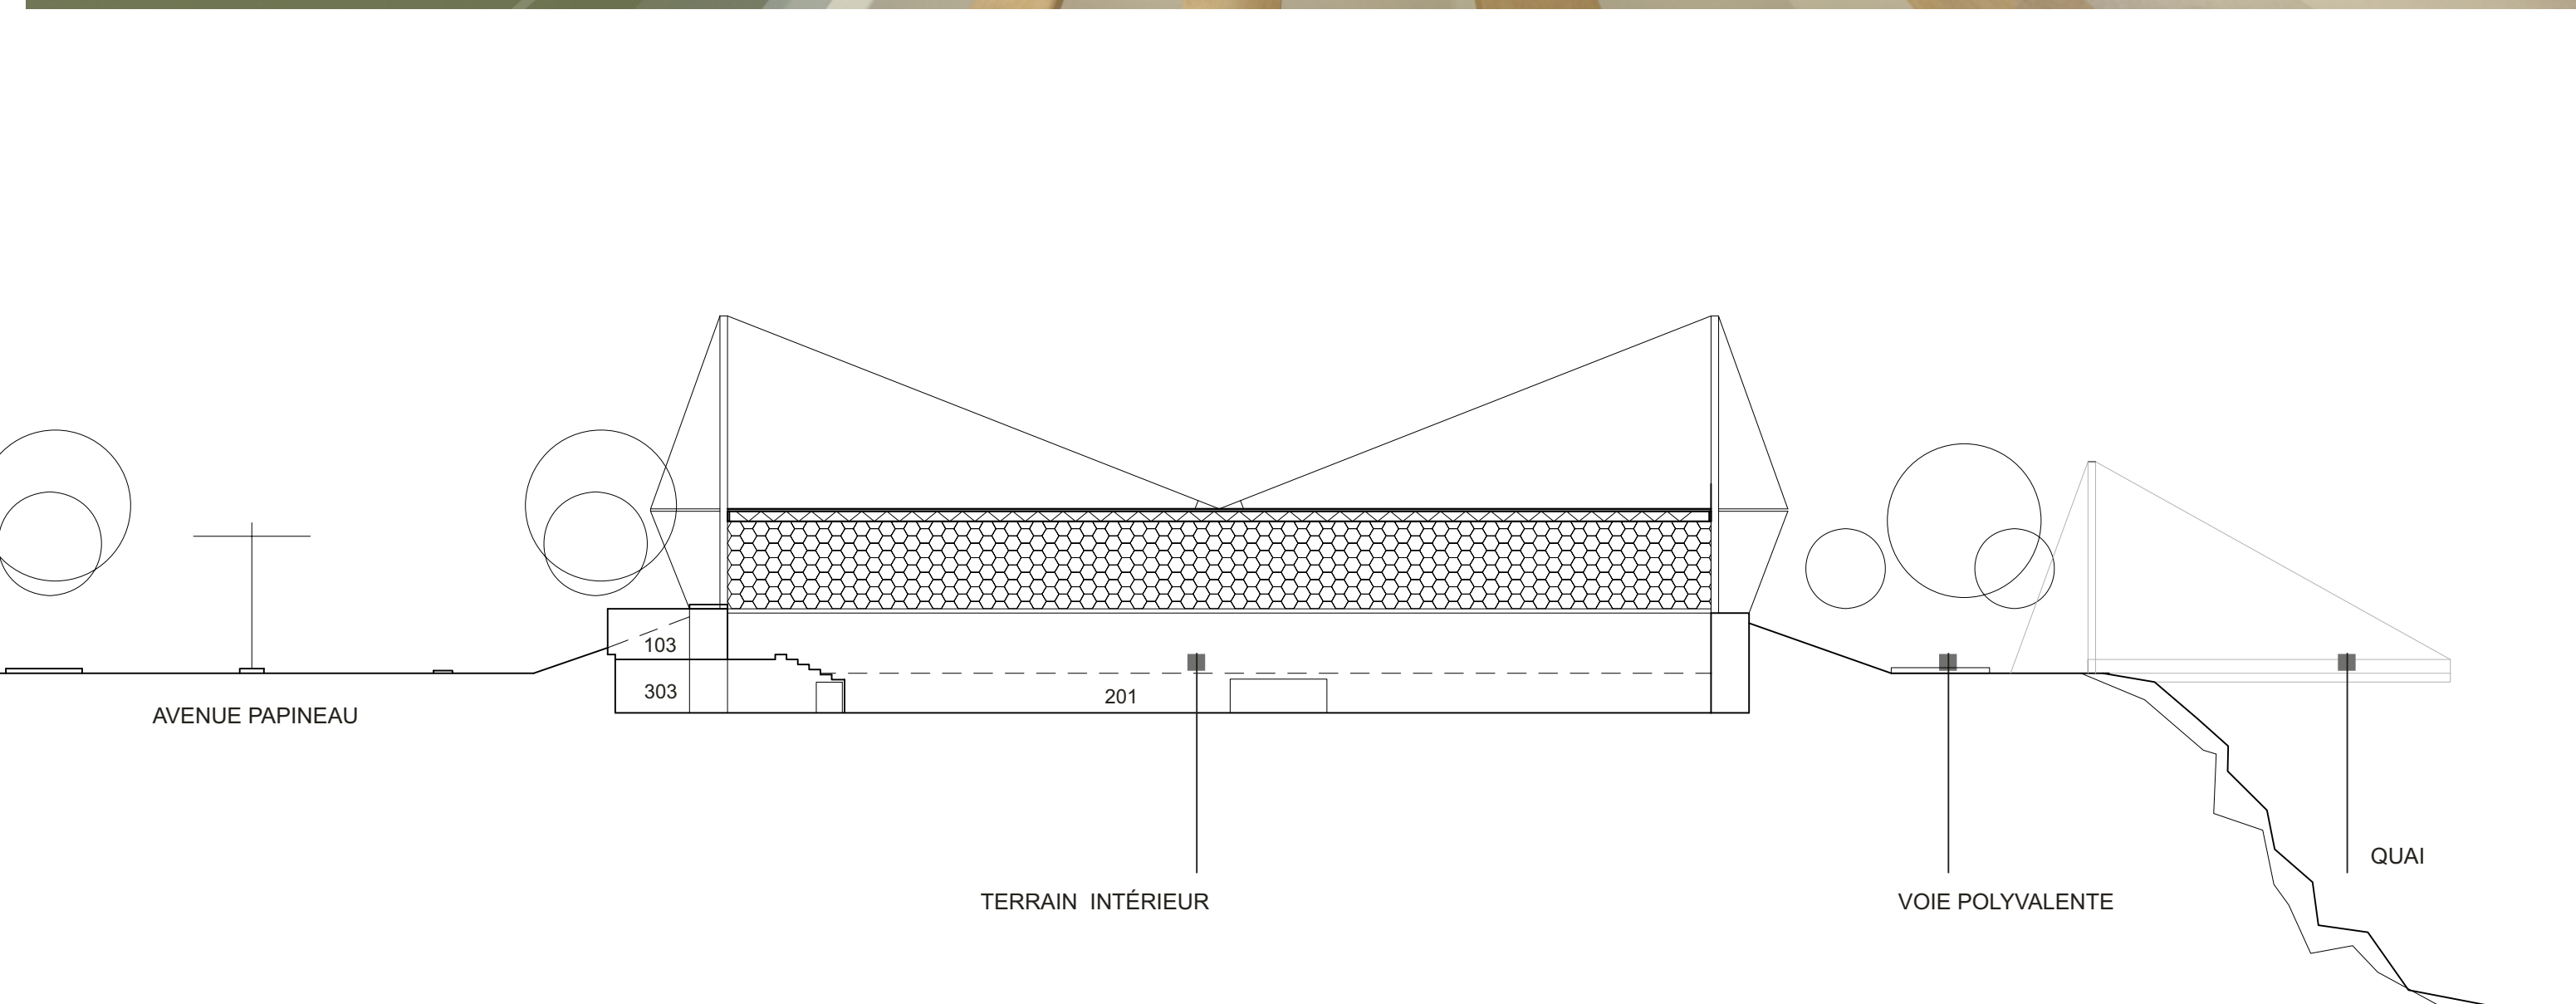 103
303
201
AVENUE PAPINEAU
QUAI
TERRAIN INTÉRIEUR
VOIE POLYVALENTE